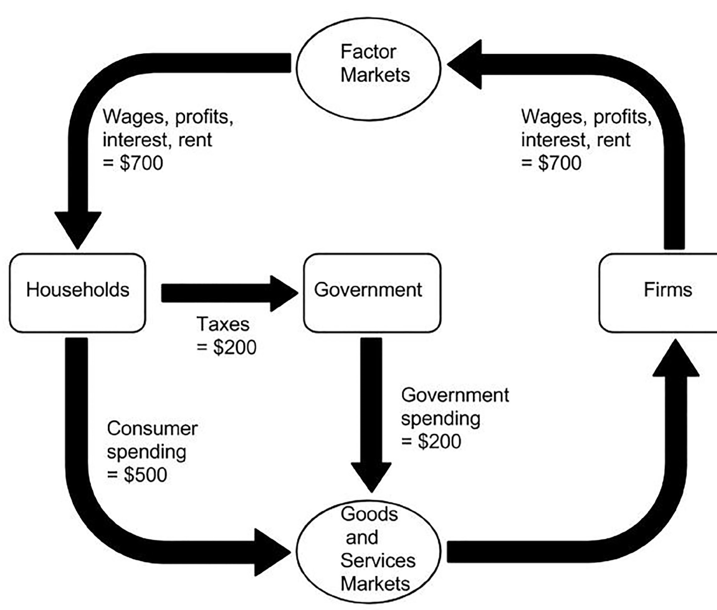 Factor
Markets
Wages, profits,
interest, rent
= $700
Wages, profits,
interest, rent
= $700
Households
Government
Firms
Taxes
= $200
Government
spending
= $200
Consumer
spending
= $500
Goods
and
Services
Markets